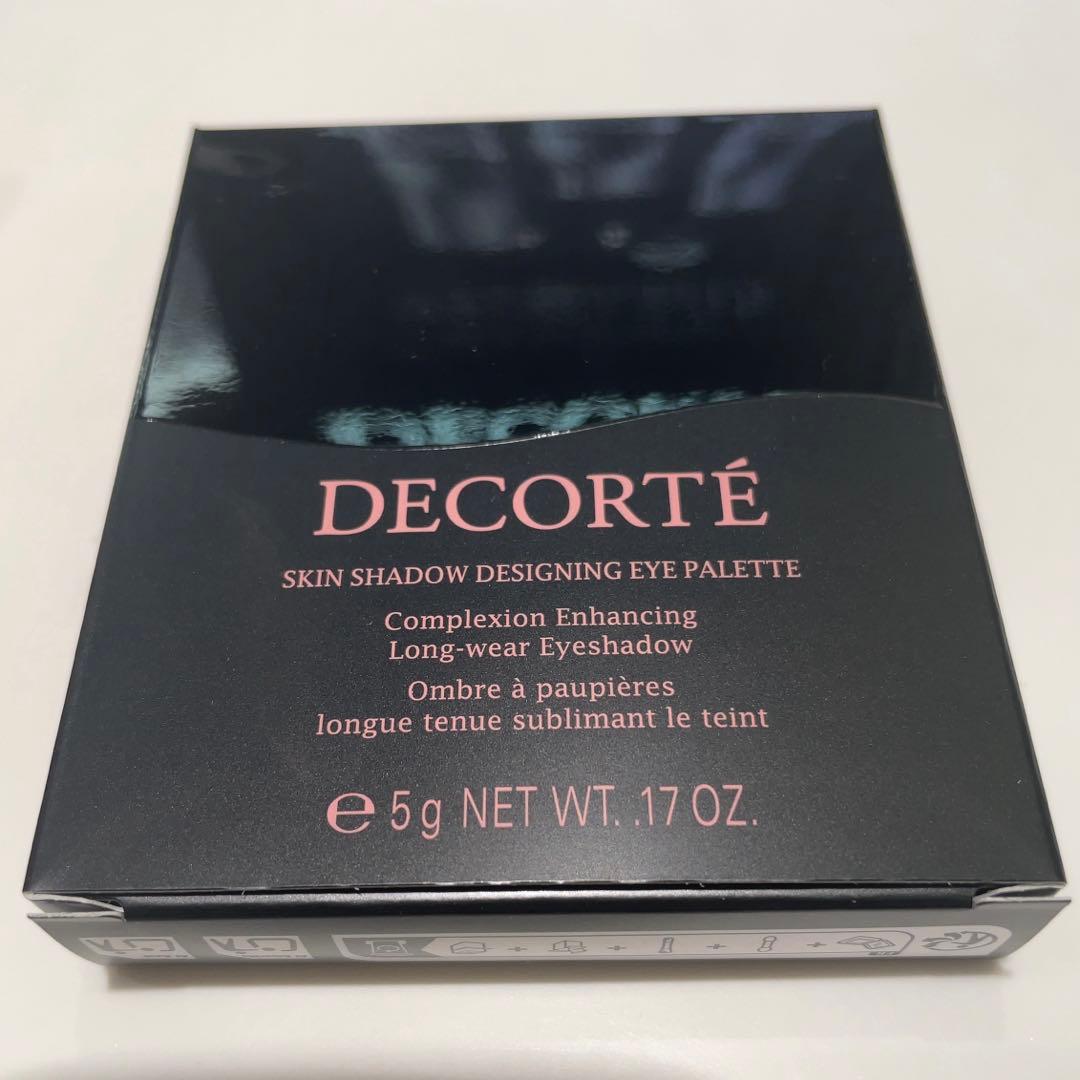 DECORTÉ
SKIN SHADOW DESIGNING EYE PALETTE
Complexion Enhancing
Long-wear Eyeshadow
Ombre à paupières
longue tenue sublimant le teint
℮ 5g NET WT. .17 OZ.